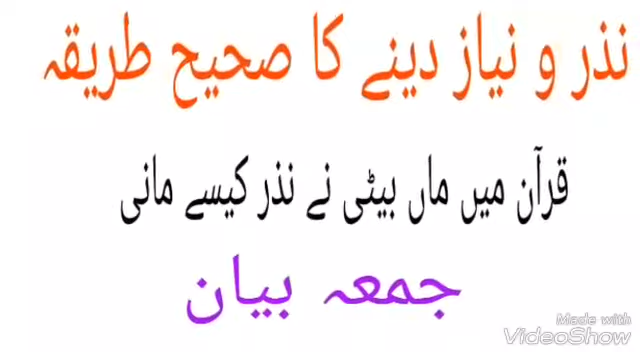 نذر و نیاز دینے کا صحیح طریقہ
قرآن میں ماں بیٹی نے نذر کیسے مانی
جمعہ بیان
Made with
VideoShow